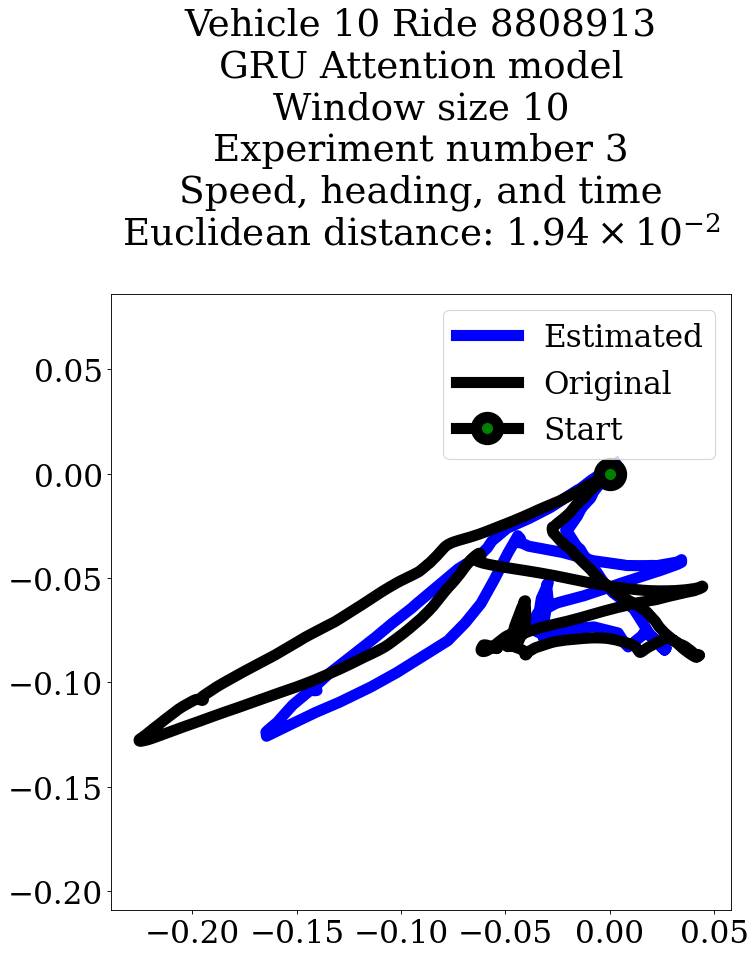 Vehicle 10 Ride 8808913
GRU Attention model
Window size 10
Experiment number 3
Speed, heading, and time
Euclidean distance: 1.94 × 10⁻²
Estimated
Original
Start
0.05
0.00
−0.05
−0.10
−0.15
−0.20
−0.20 −0.15 −0.10 −0.05 0.00 0.05